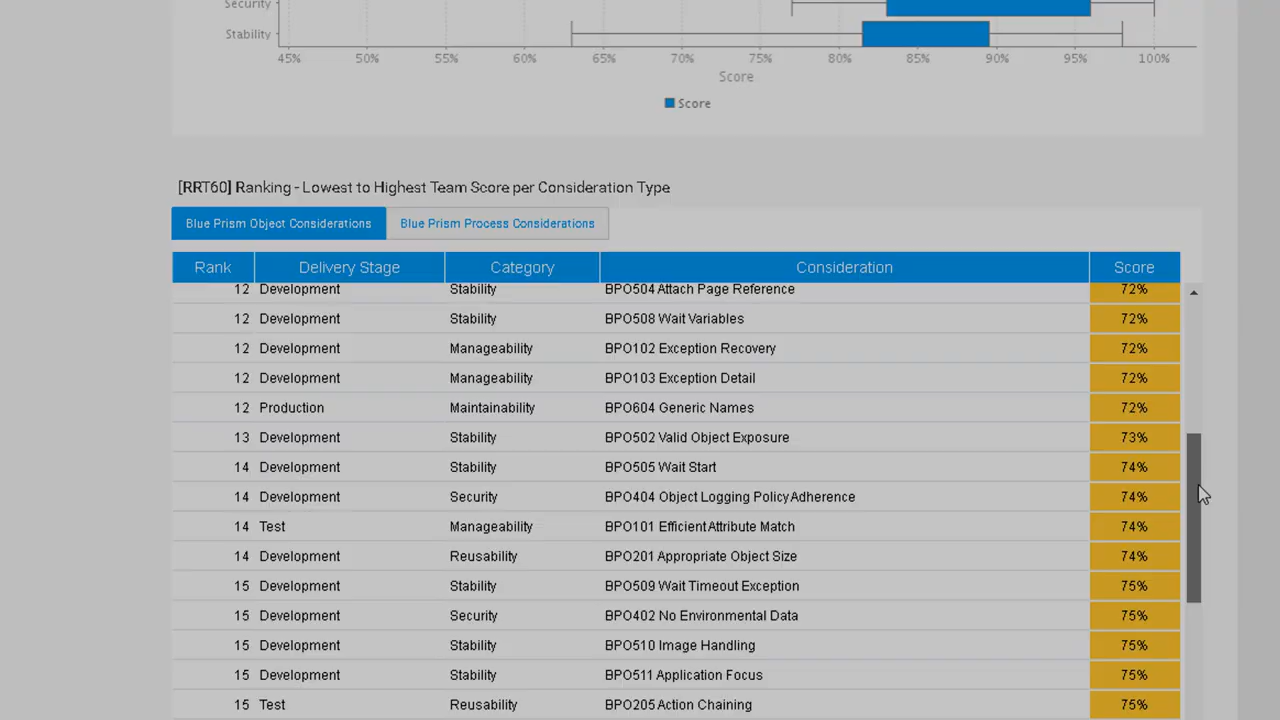 Security
Stability
45% 50% 55% 60% 65% 70% 75% 80% 85% 90% 95% 100%
Score
Score
[RRT60] Ranking - Lowest to Highest Team Score per Consideration Type
Blue Prism Object Considerations Blue Prism Process Considerations
Rank Delivery Stage Category Consideration Score
12 Development Stability BPO504 Attach Page Reference 72%
12 Development Stability BPO508 Wait Variables 72%
12 Development Manageability BPO102 Exception Recovery 72%
12 Development Manageability BPO103 Exception Detail 72%
12 Production Maintainability BPO604 Generic Names 72%
13 Development Stability BPO502 Valid Object Exposure 73%
14 Development Stability BPO505 Wait Start 74%
14 Development Security BPO404 Object Logging Policy Adherence 74%
14 Test Manageability BPO101 Efficient Attribute Match 74%
14 Development Reusability BPO201 Appropriate Object Size 74%
15 Development Stability BPO509 Wait Timeout Exception 75%
15 Development Security BPO402 No Environmental Data 75%
15 Development Stability BPO510 Image Handling 75%
15 Development Stability BPO511 Application Focus 75%
15 Test Reusability BPO205 Action Chaining 75%